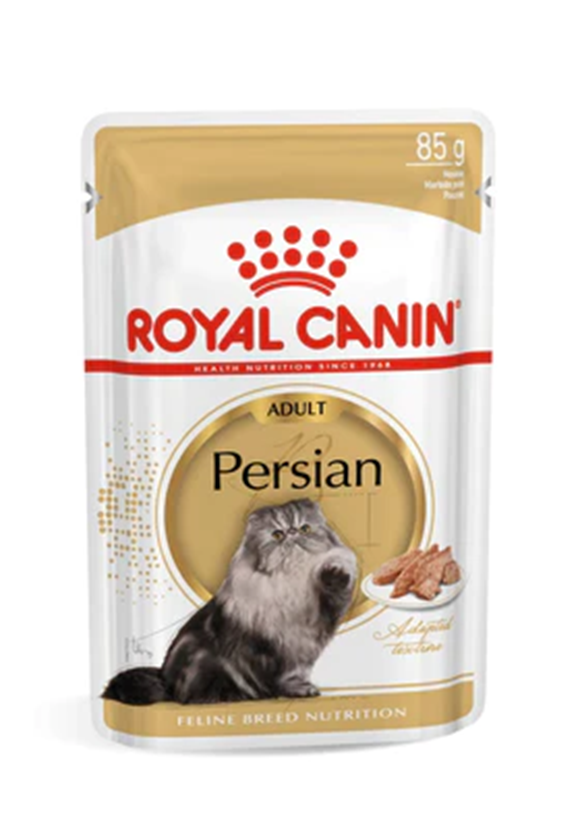 85 g
ROYAL CANIN
HEALTH NUTRITION SINCE 1968
ADULT
Persian
Adapted
texture
FELINE BREED NUTRITION